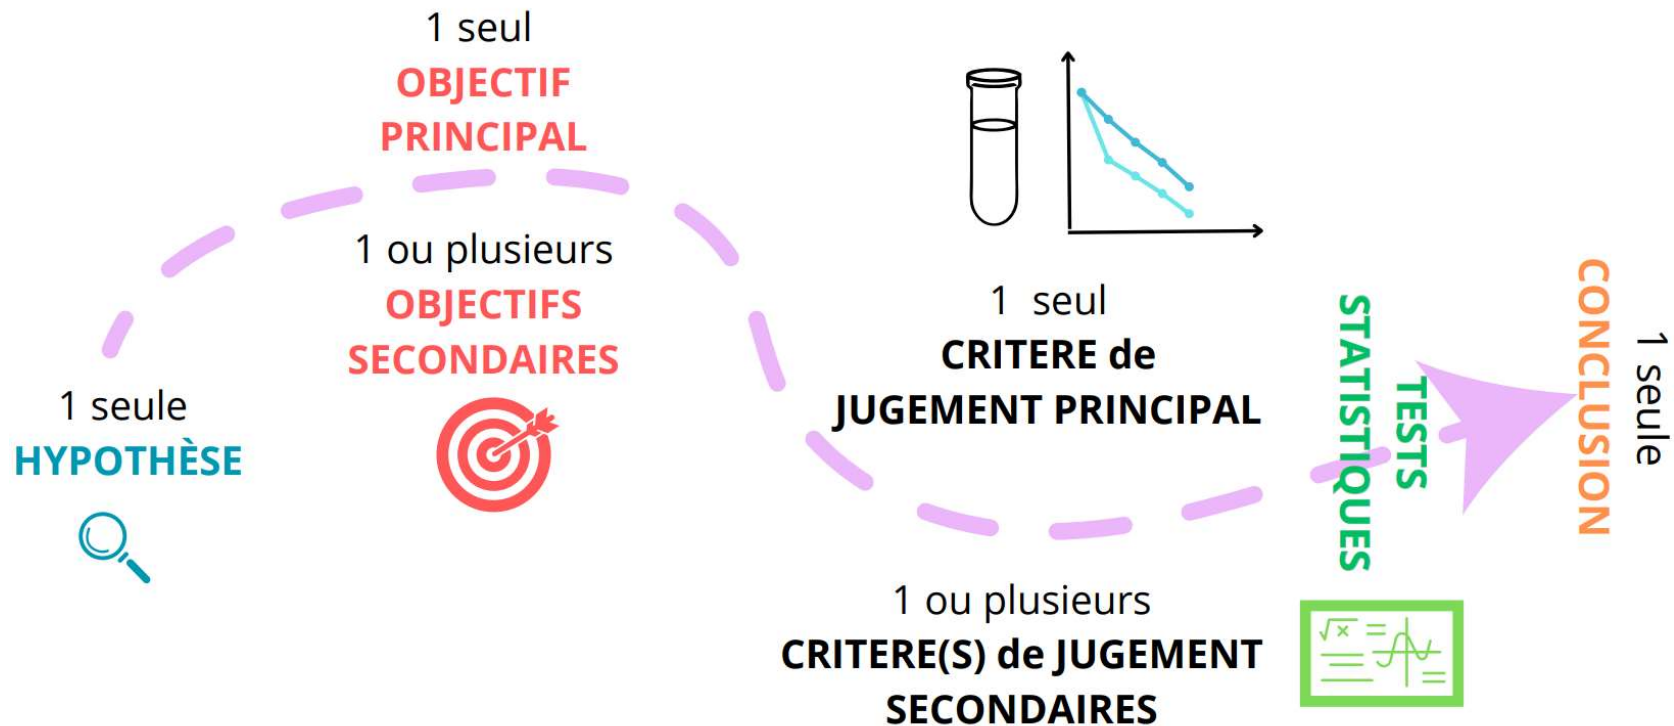 1 seul
OBJECTIF
PRINCIPAL
1 ou plusieurs
OBJECTIFS
SECONDAIRES
1 seule
HYPOTHÈSE
1 seul
CRITERE de
JUGEMENT PRINCIPAL
1 ou plusieurs
CRITERE(S) de JUGEMENT
SECONDAIRES
TESTS
STATISTIQUES
√x =
1 seule
CONCLUSION